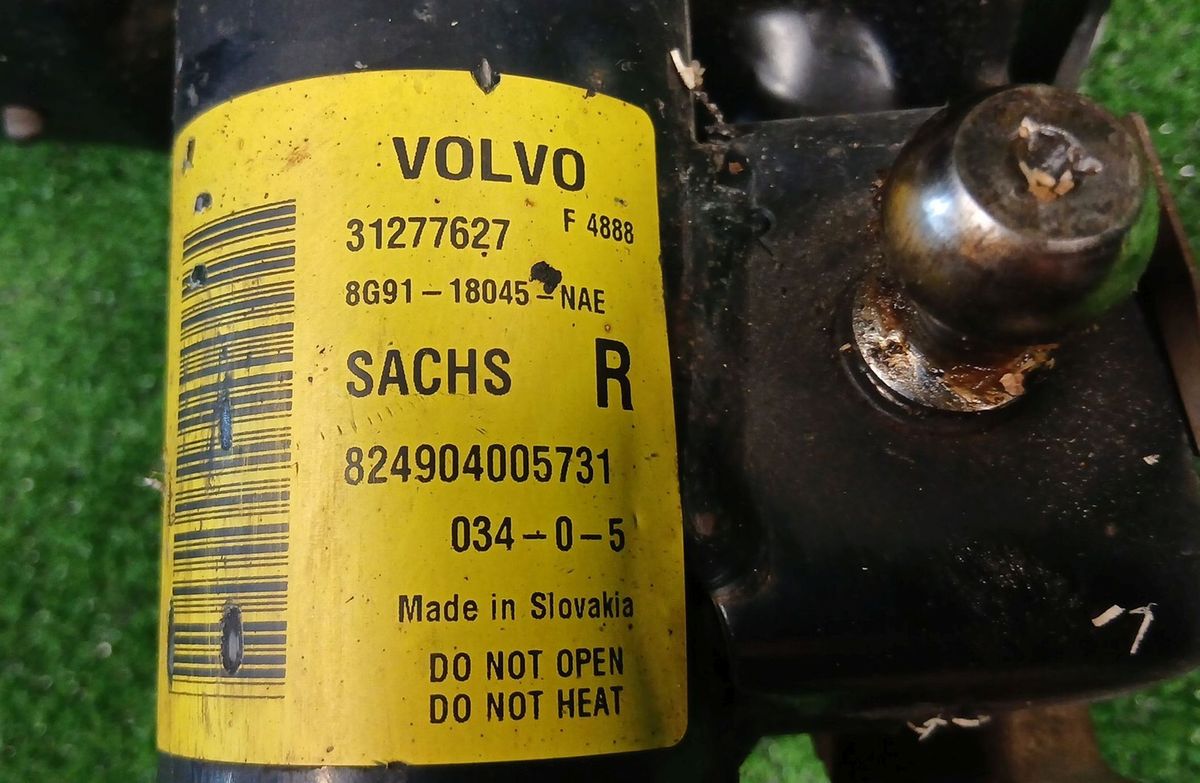 VOLVO
31277627 F 4888
8G91-18045-NAE
SACHS R
824904005731
034-0-5
Made in Slovakia
DO NOT OPEN
DO NOT HEAT